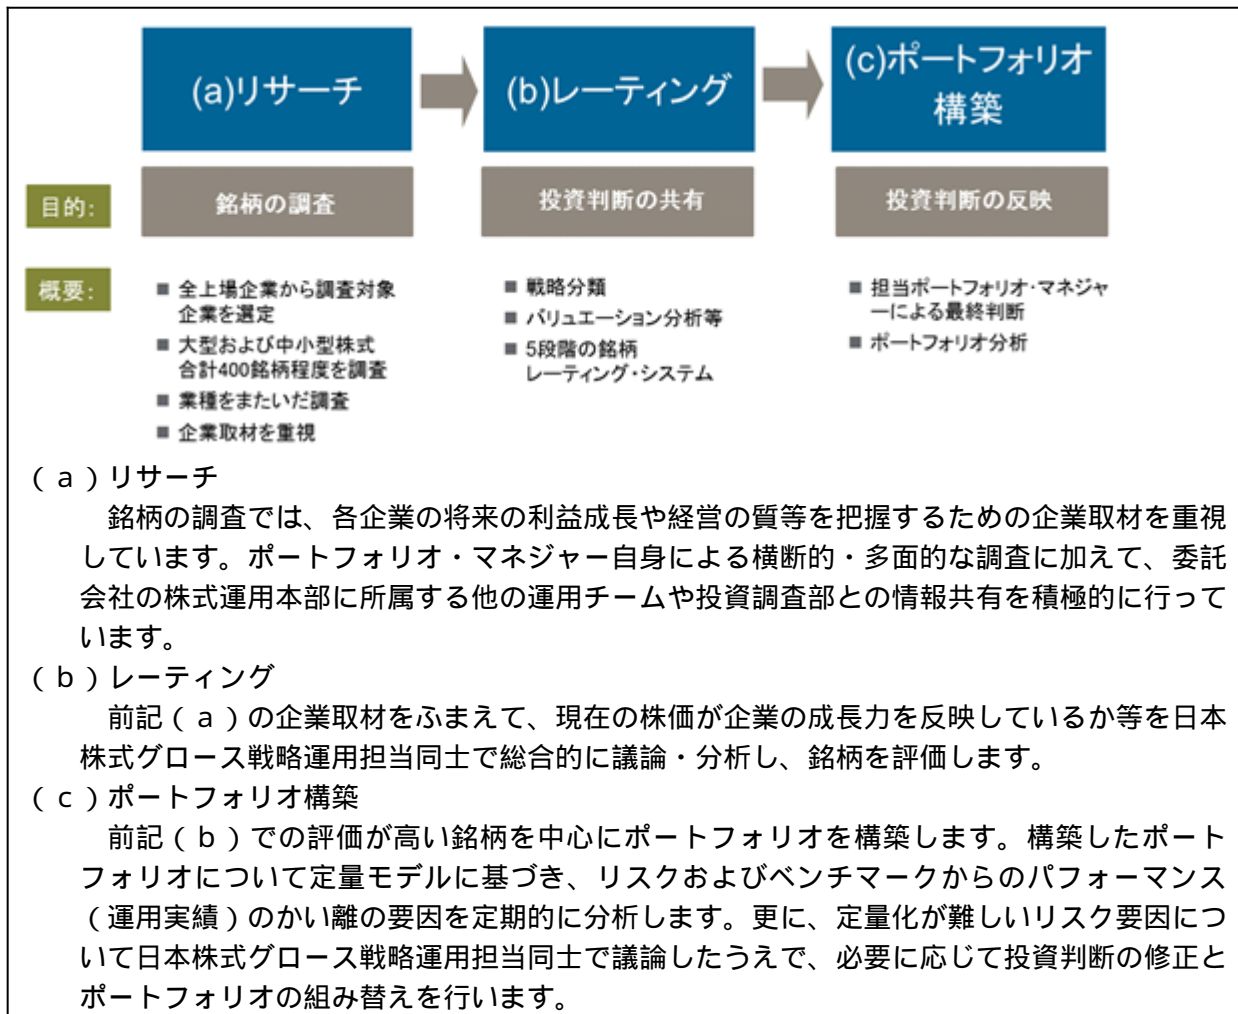 (a)リサーチ
(b)レーティング
(c)ポートフォリオ
構築
目的:
銘柄の調査
投資判断の共有
投資判断の反映
概要:
■ 全上場企業から調査対象
企業を選定
■ 大型および中小型株式
合計400銘柄程度を調査
■ 業種をまたいだ調査
■ 企業取材を重視
■ 戦略分類
■ バリュエーション分析等
■ 5段階の銘柄
レーティング・システム
■ 担当ポートフォリオ・マネジャ
ーによる最終判断
■ ポートフォリオ分析
(a)リサーチ
銘柄の調査では、各企業の将来の利益成長や経営の質等を把握するための企業取材を重視
しています。ポートフォリオ・マネジャー自身による横断的・多面的な調査に加えて、委託
会社の株式運用本部に所属する他の運用チームや投資調査部との情報共有を積極的に行って
います。
(b)レーティング
前記(a)の企業取材をふまえて、現在の株価が企業の成長力を反映しているか等を日本
株式グロース戦略運用担当同士で総合的に議論・分析し、銘柄を評価します。
(c)ポートフォリオ構築
前記(b)での評価が高い銘柄を中心にポートフォリオを構築します。構築したポート
フォリオについて定量モデルに基づき、リスクおよびベンチマークからのパフォーマンス
(運用実績)のかい離の要因を定期的に分析します。更に、定量化が難しいリスク要因につ
いて日本株式グロース戦略運用担当同士で議論したうえで、必要に応じて投資判断の修正と
ポートフォリオの組み替えを行います。